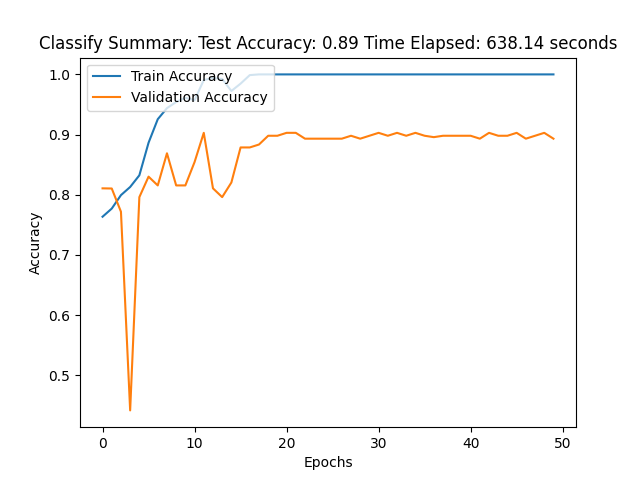 Classify Summary: Test Accuracy: 0.89 Time Elapsed: 638.14 seconds
Train Accuracy
Validation Accuracy
1.0
0.9
0.8
0.7
0.6
0.5
Accuracy
0 10 20 30 40 50
Epochs